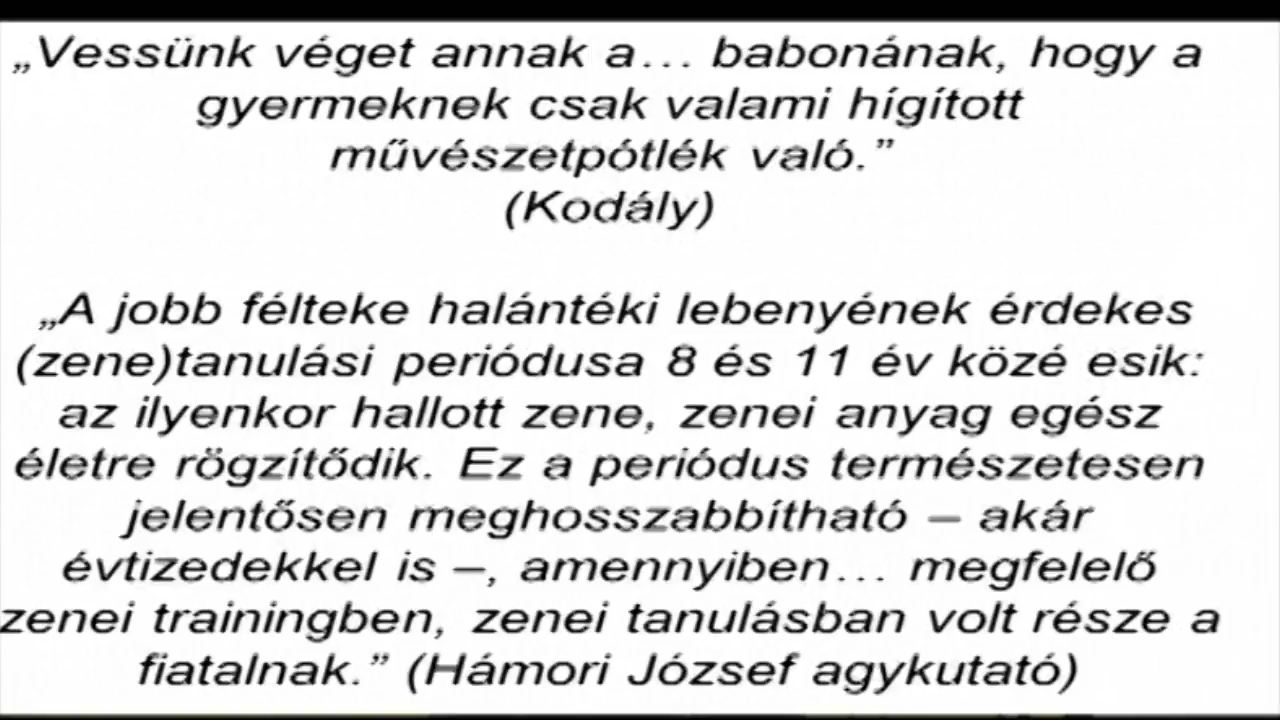 „Vessünk véget annak a… babonának, hogy a
gyermeknek csak valami hígított
művészetpótlék való.”
(Kodály)
„A jobb félteke halántéki lebenyének érdekes
(zene)tanulási periódusa 8 és 11 év közé esik:
az ilyenkor hallott zene, zenei anyag egész
életre rögzítődik. Ez a periódus természetesen
jelentősen meghosszabbítható – akár
évtizedekkel is –, amennyiben… megfelelő
zenei trainingben, zenei tanulásban volt része a
fiatalnak.” (Hámori József agykutató)